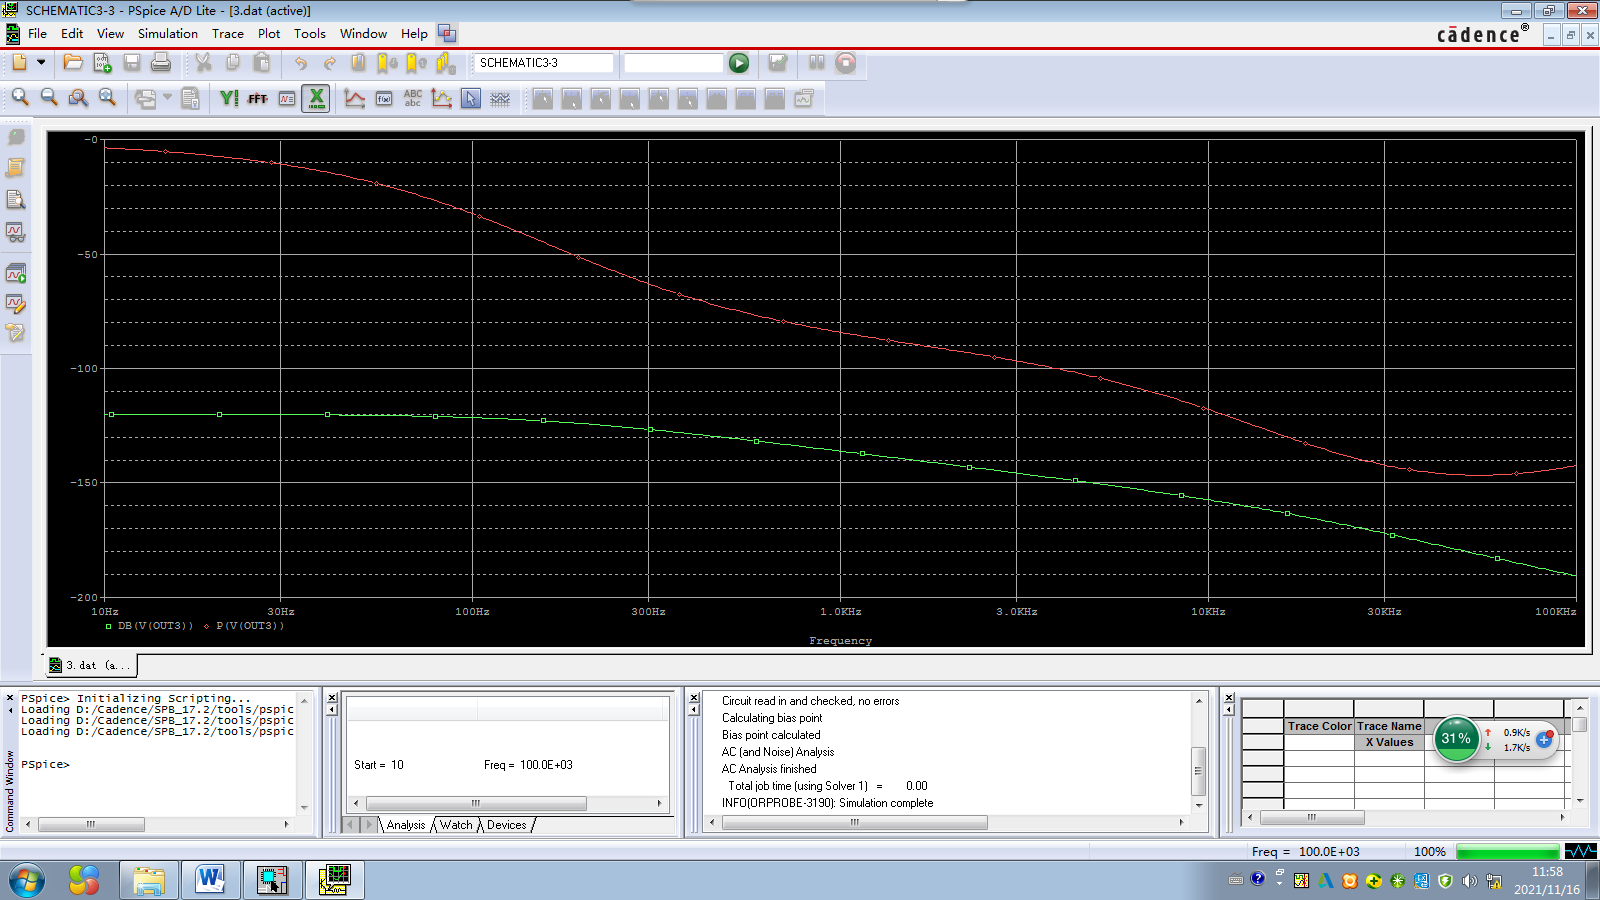 SCHEMATIC3-3 - PSpice A/D Lite - [3.dat (active)]
File Edit View Simulation Trace Plot Tools Window Help
cādence®
SCHEMATIC3-3
FFT
ABC
abc
-0
-50
-100
-150
-200
10Hz 30Hz 100Hz 300Hz 1.0KHz 3.0KHz 10KHz 30KHz 100KHz
DB(V(OUT3)) P(V(OUT3))
Frequency
3.dat (a...
Command Window
PSpice> Initializing Scripting...
Loading D:/Cadence/SPB_17.2/tools/pspic
Loading D:/Cadence/SPB_17.2/tools/pspic
Loading D:/Cadence/SPB_17.2/tools/pspic
PSpice>
Start = 10 Freq = 100.0E+03
Analysis Watch Devices
Circuit read in and checked, no errors
Calculating bias point
Bias point calculated
AC (and Noise) Analysis
AC Analysis finished
Total job time (using Solver 1) = 0.00
INFO(ORPROBE-3190): Simulation complete
Trace Color Trace Name
X Values
31%
0.9K/s
1.7K/s
Freq = 100.0E+03 100%
11:58
2021/11/16